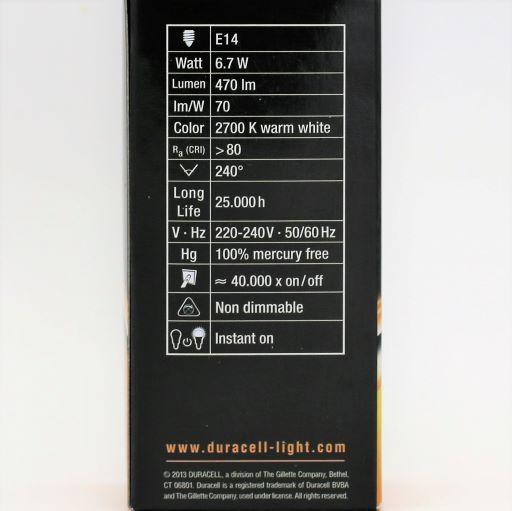 E14
Watt 6.7 W
Lumen 470 lm
lm/W 70
Color 2700 K warm white
Ra (CRI) >80
240°
Long Life 25.000 h
V · Hz 220-240 V · 50/60 Hz
Hg 100% mercury free
≈ 40.000 x on/off
Non dimmable
Instant on
www.duracell-light.com
© 2013 DURACELL, a division of The Gillette Company, Bethel,
CT 06801. Duracell is a registered trademark of Duracell BVBA
and The Gillette Company, used under license. All rights reserved.